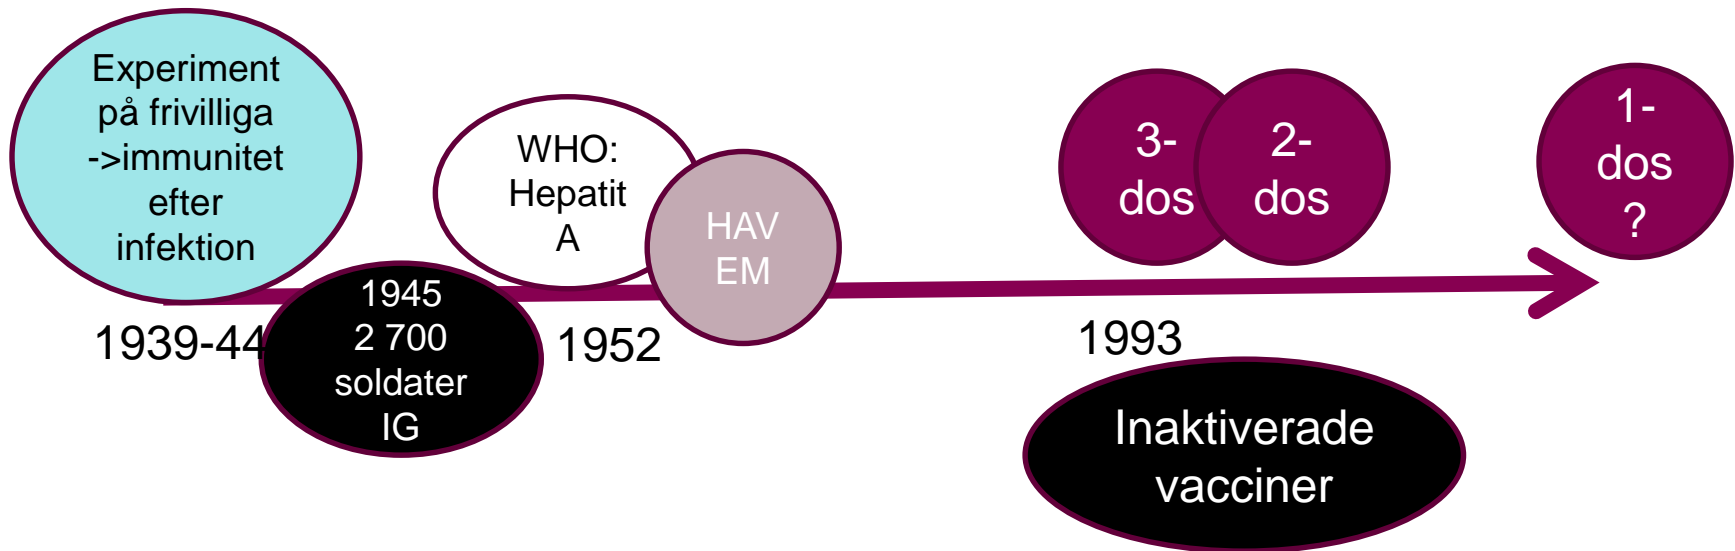 Experiment
på frivilliga
->immunitet
efter
infektion
1939-44
1945
2 700
soldater
IG
WHO:
Hepatit
A
1952
HAV
EM
3-
dos
2-
dos
1993
Inaktiverade
vacciner
1-
dos
?